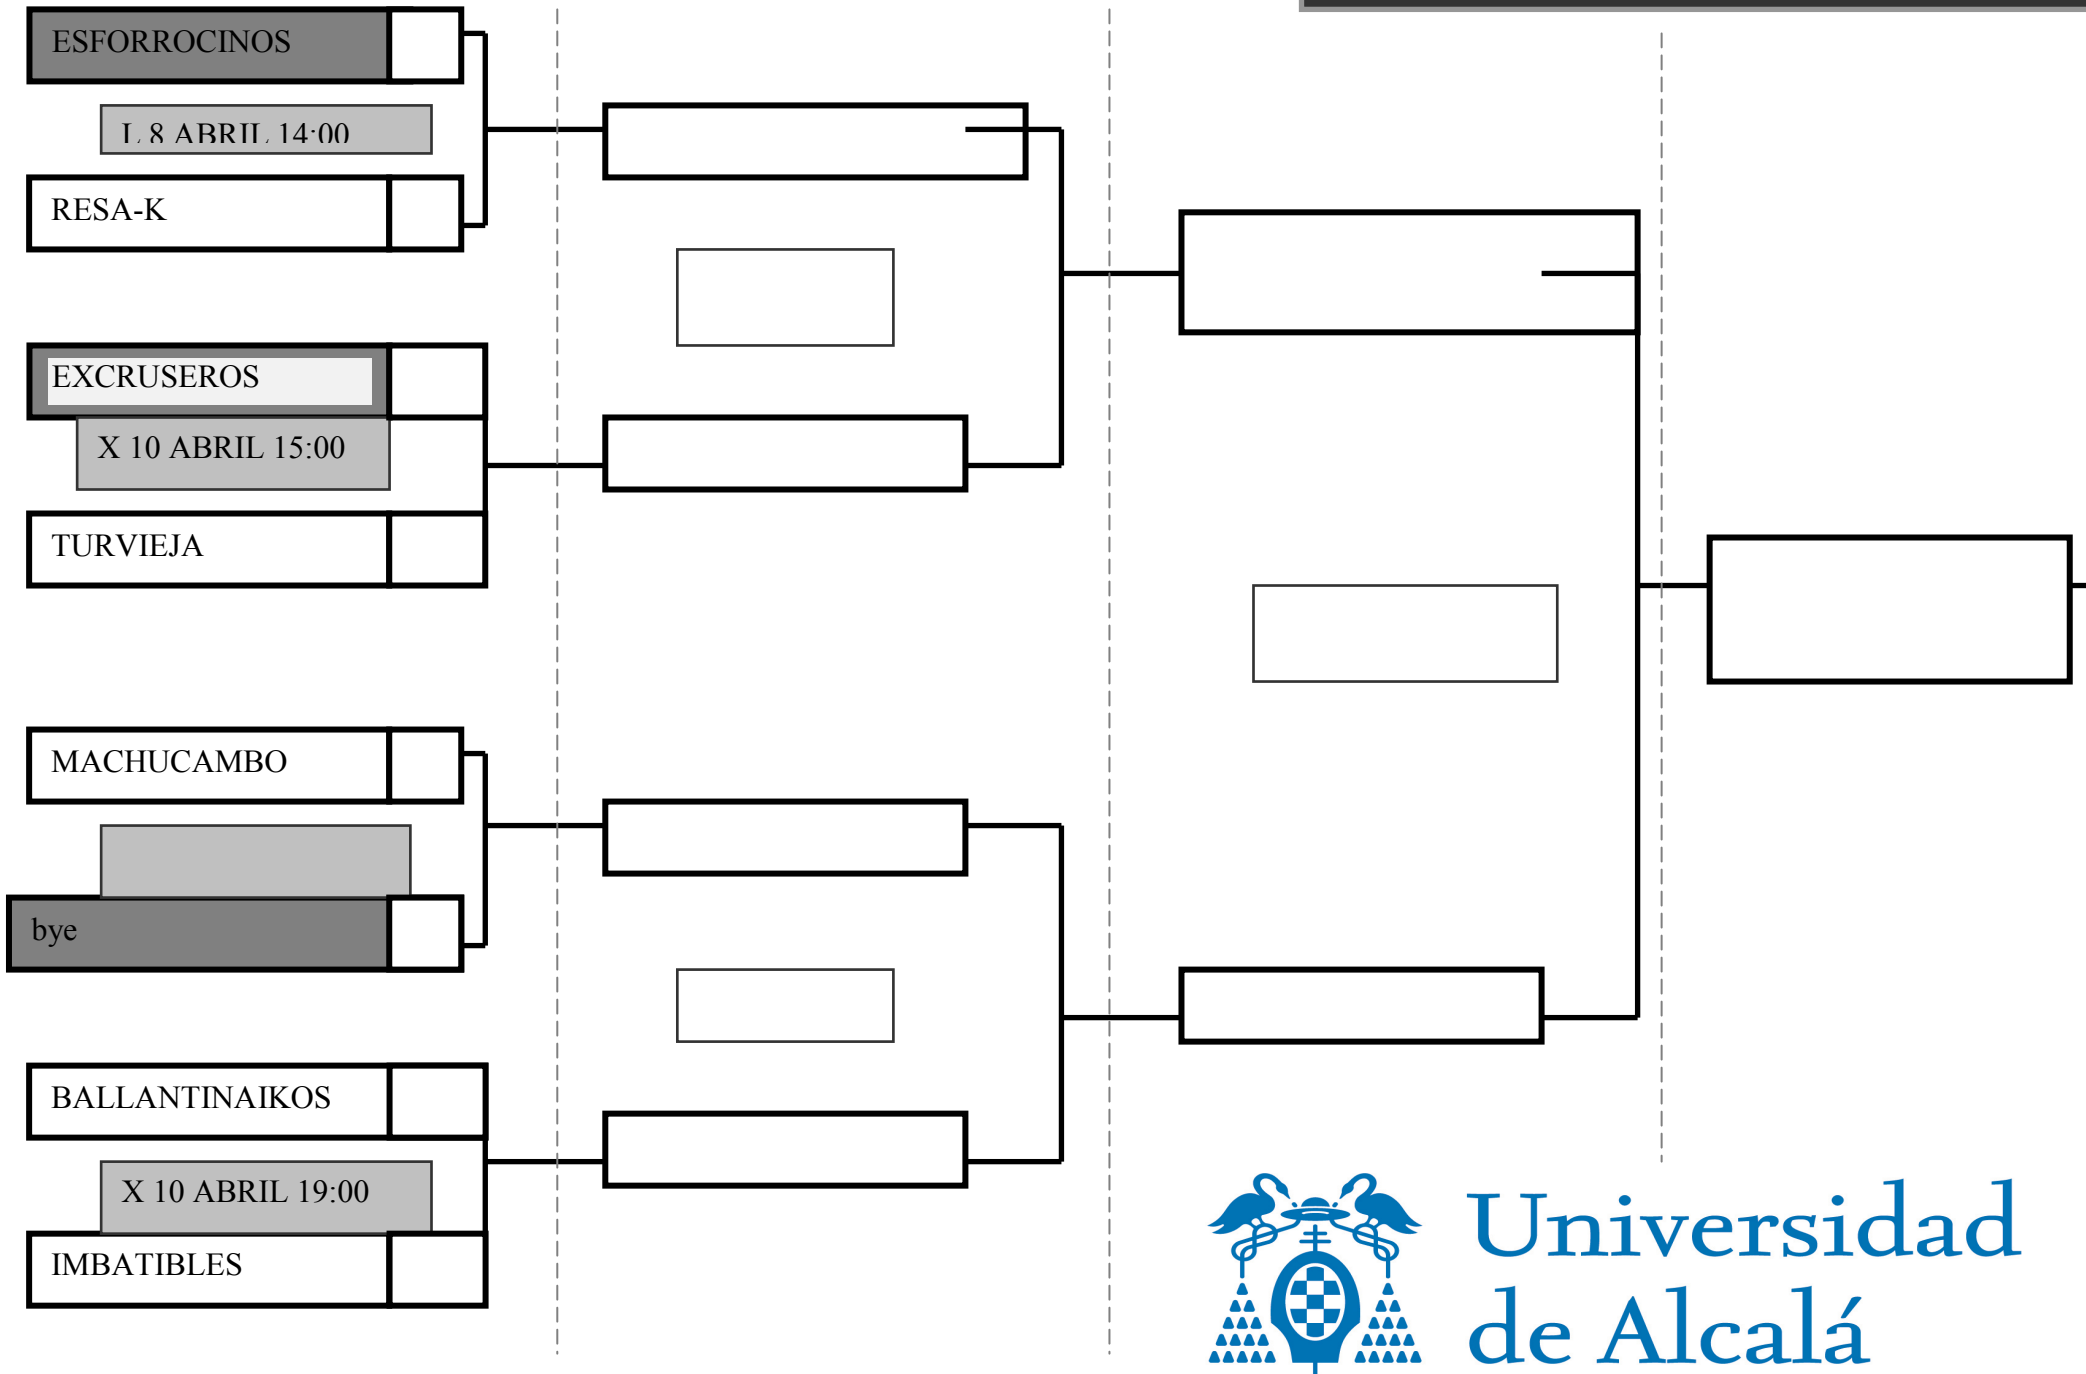 ESFORROCINOS
L 8 ABRIL 14:00
RESA-K
EXCRUSEROS
X 10 ABRIL 15:00
TURVIEJA
MACHUCAMBO
bye
BALLANTINAIKOS
X 10 ABRIL 19:00
IMBATIBLES
Universidad
de Alcalá